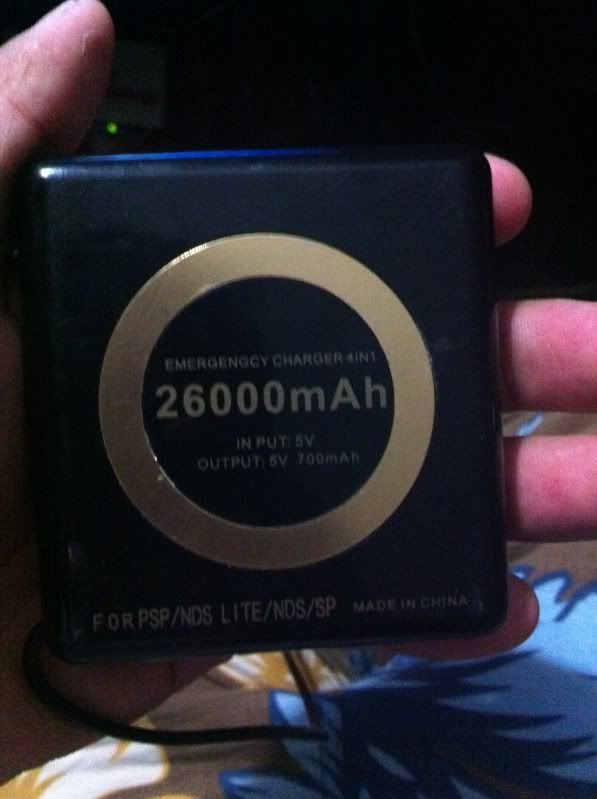 EMERGENGCY CHARGER 4IN1
26000mAh
IN PUT: 5V
OUTPUT: 5V 700mAh
FOR PSP/NDS LITE/NDS/SP MADE IN CHINA